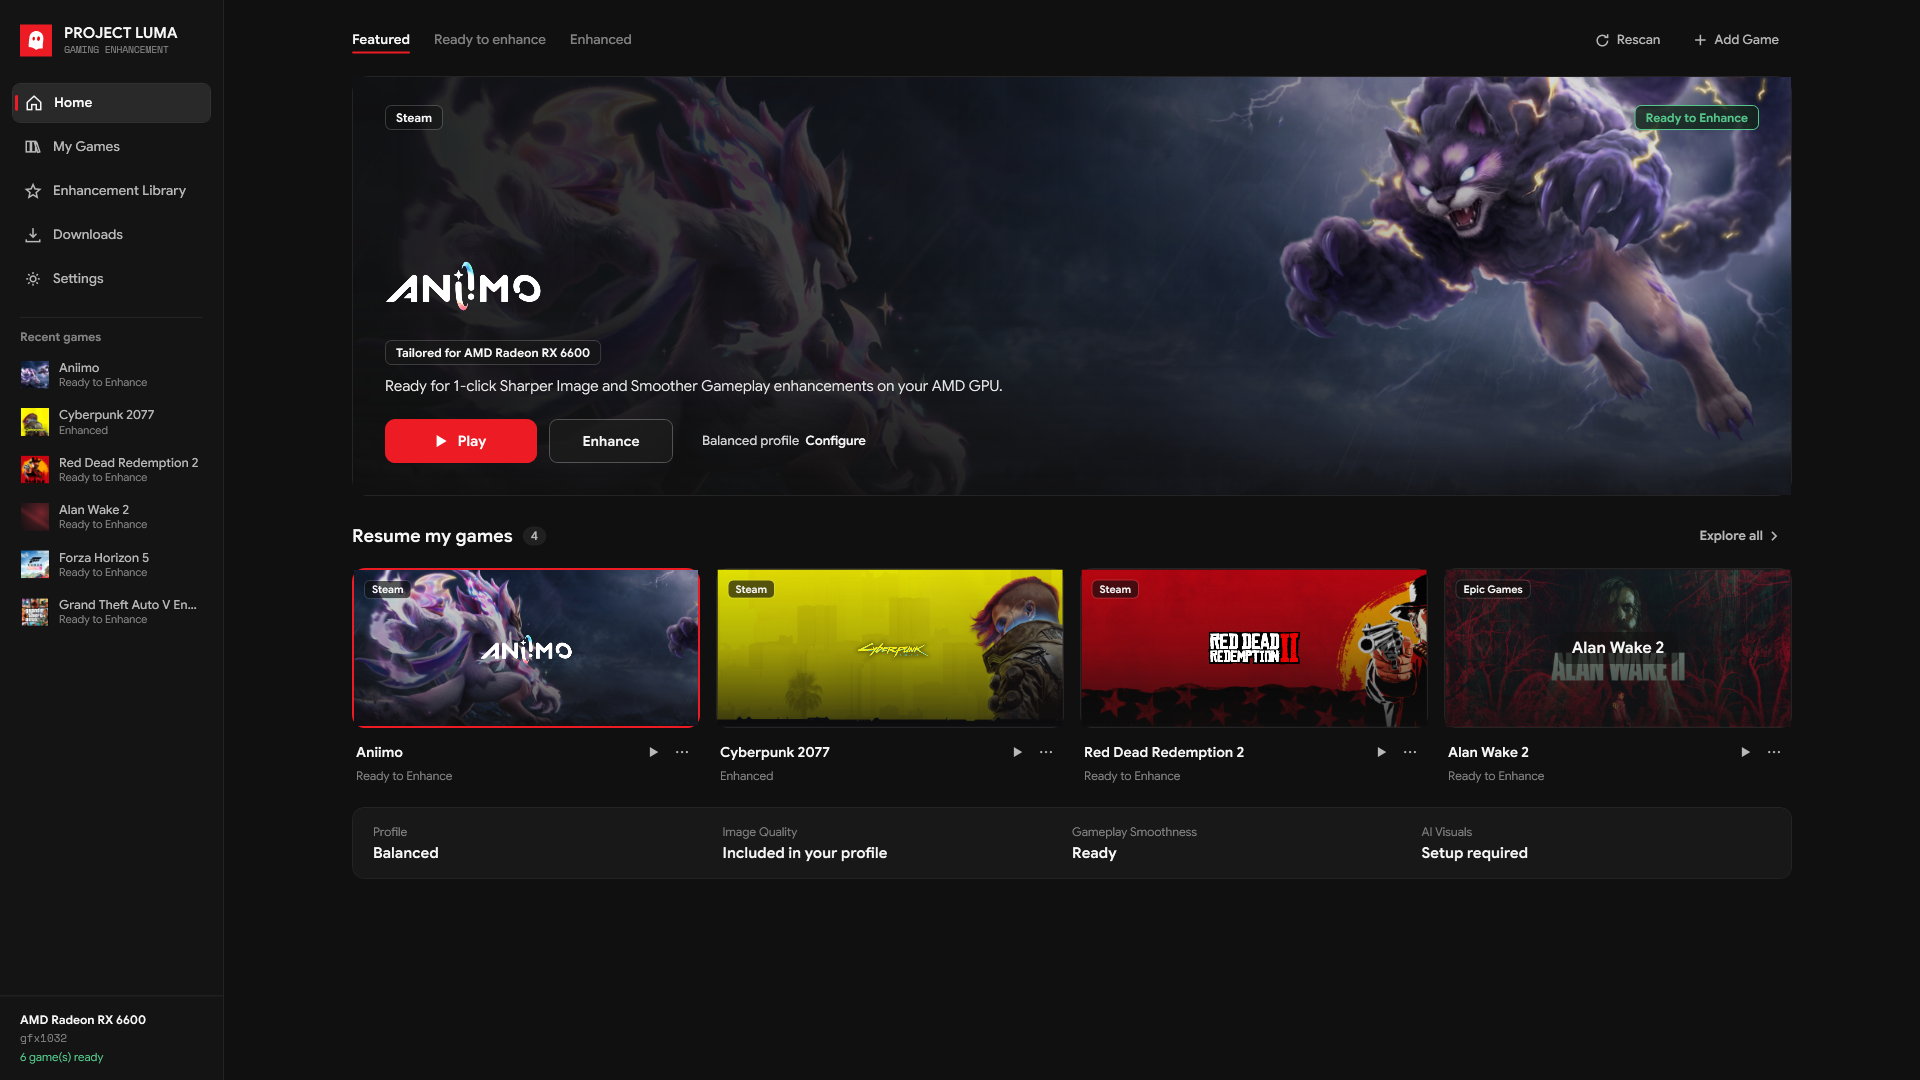 PROJECT LUMA
GAMING ENHANCEMENT
Home
My Games
Enhancement Library
Downloads
Settings
Recent games
Aniimo
Ready to Enhance
Cyberpunk 2077
Enhanced
Red Dead Redemption 2
Ready to Enhance
Alan Wake 2
Ready to Enhance
Forza Horizon 5
Ready to Enhance
Grand Theft Auto V En...
Ready to Enhance
AMD Radeon RX 6600
gfx1032
6 game(s) ready
Featured
Ready to enhance
Enhanced
Rescan
Add Game
Steam
Ready to Enhance
ANIIMO
Tailored for AMD Radeon RX 6600
Ready for 1-click Sharper Image and Smoother Gameplay enhancements on your AMD GPU.
Play
Enhance
Balanced profile Configure
Resume my games 4
Explore all
Steam
ANIIMO
Aniimo
Ready to Enhance
Steam
CYBERPUNK
Cyberpunk 2077
Enhanced
Steam
RED DEAD
REDEMPTION II
Red Dead Redemption 2
Ready to Enhance
Epic Games
Alan Wake 2
ALAN WAKE II
Alan Wake 2
Ready to Enhance
Profile
Balanced
Image Quality
Included in your profile
Gameplay Smoothness
Ready
AI Visuals
Setup required